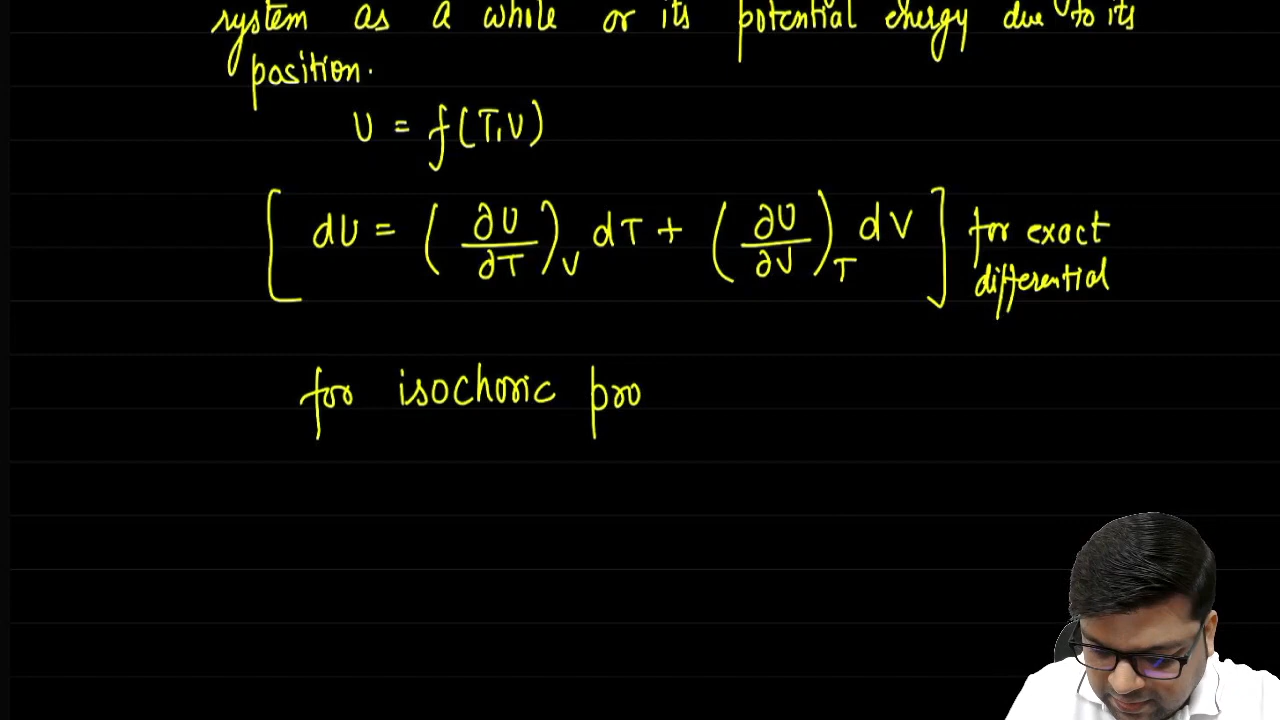 system as a whole or its potential energy due to its
position.
U = f(T,V)
[ dU = (∂U/∂T)_V dT + (∂U/∂V)_T dV ] for exact
differential
for isochoric pro